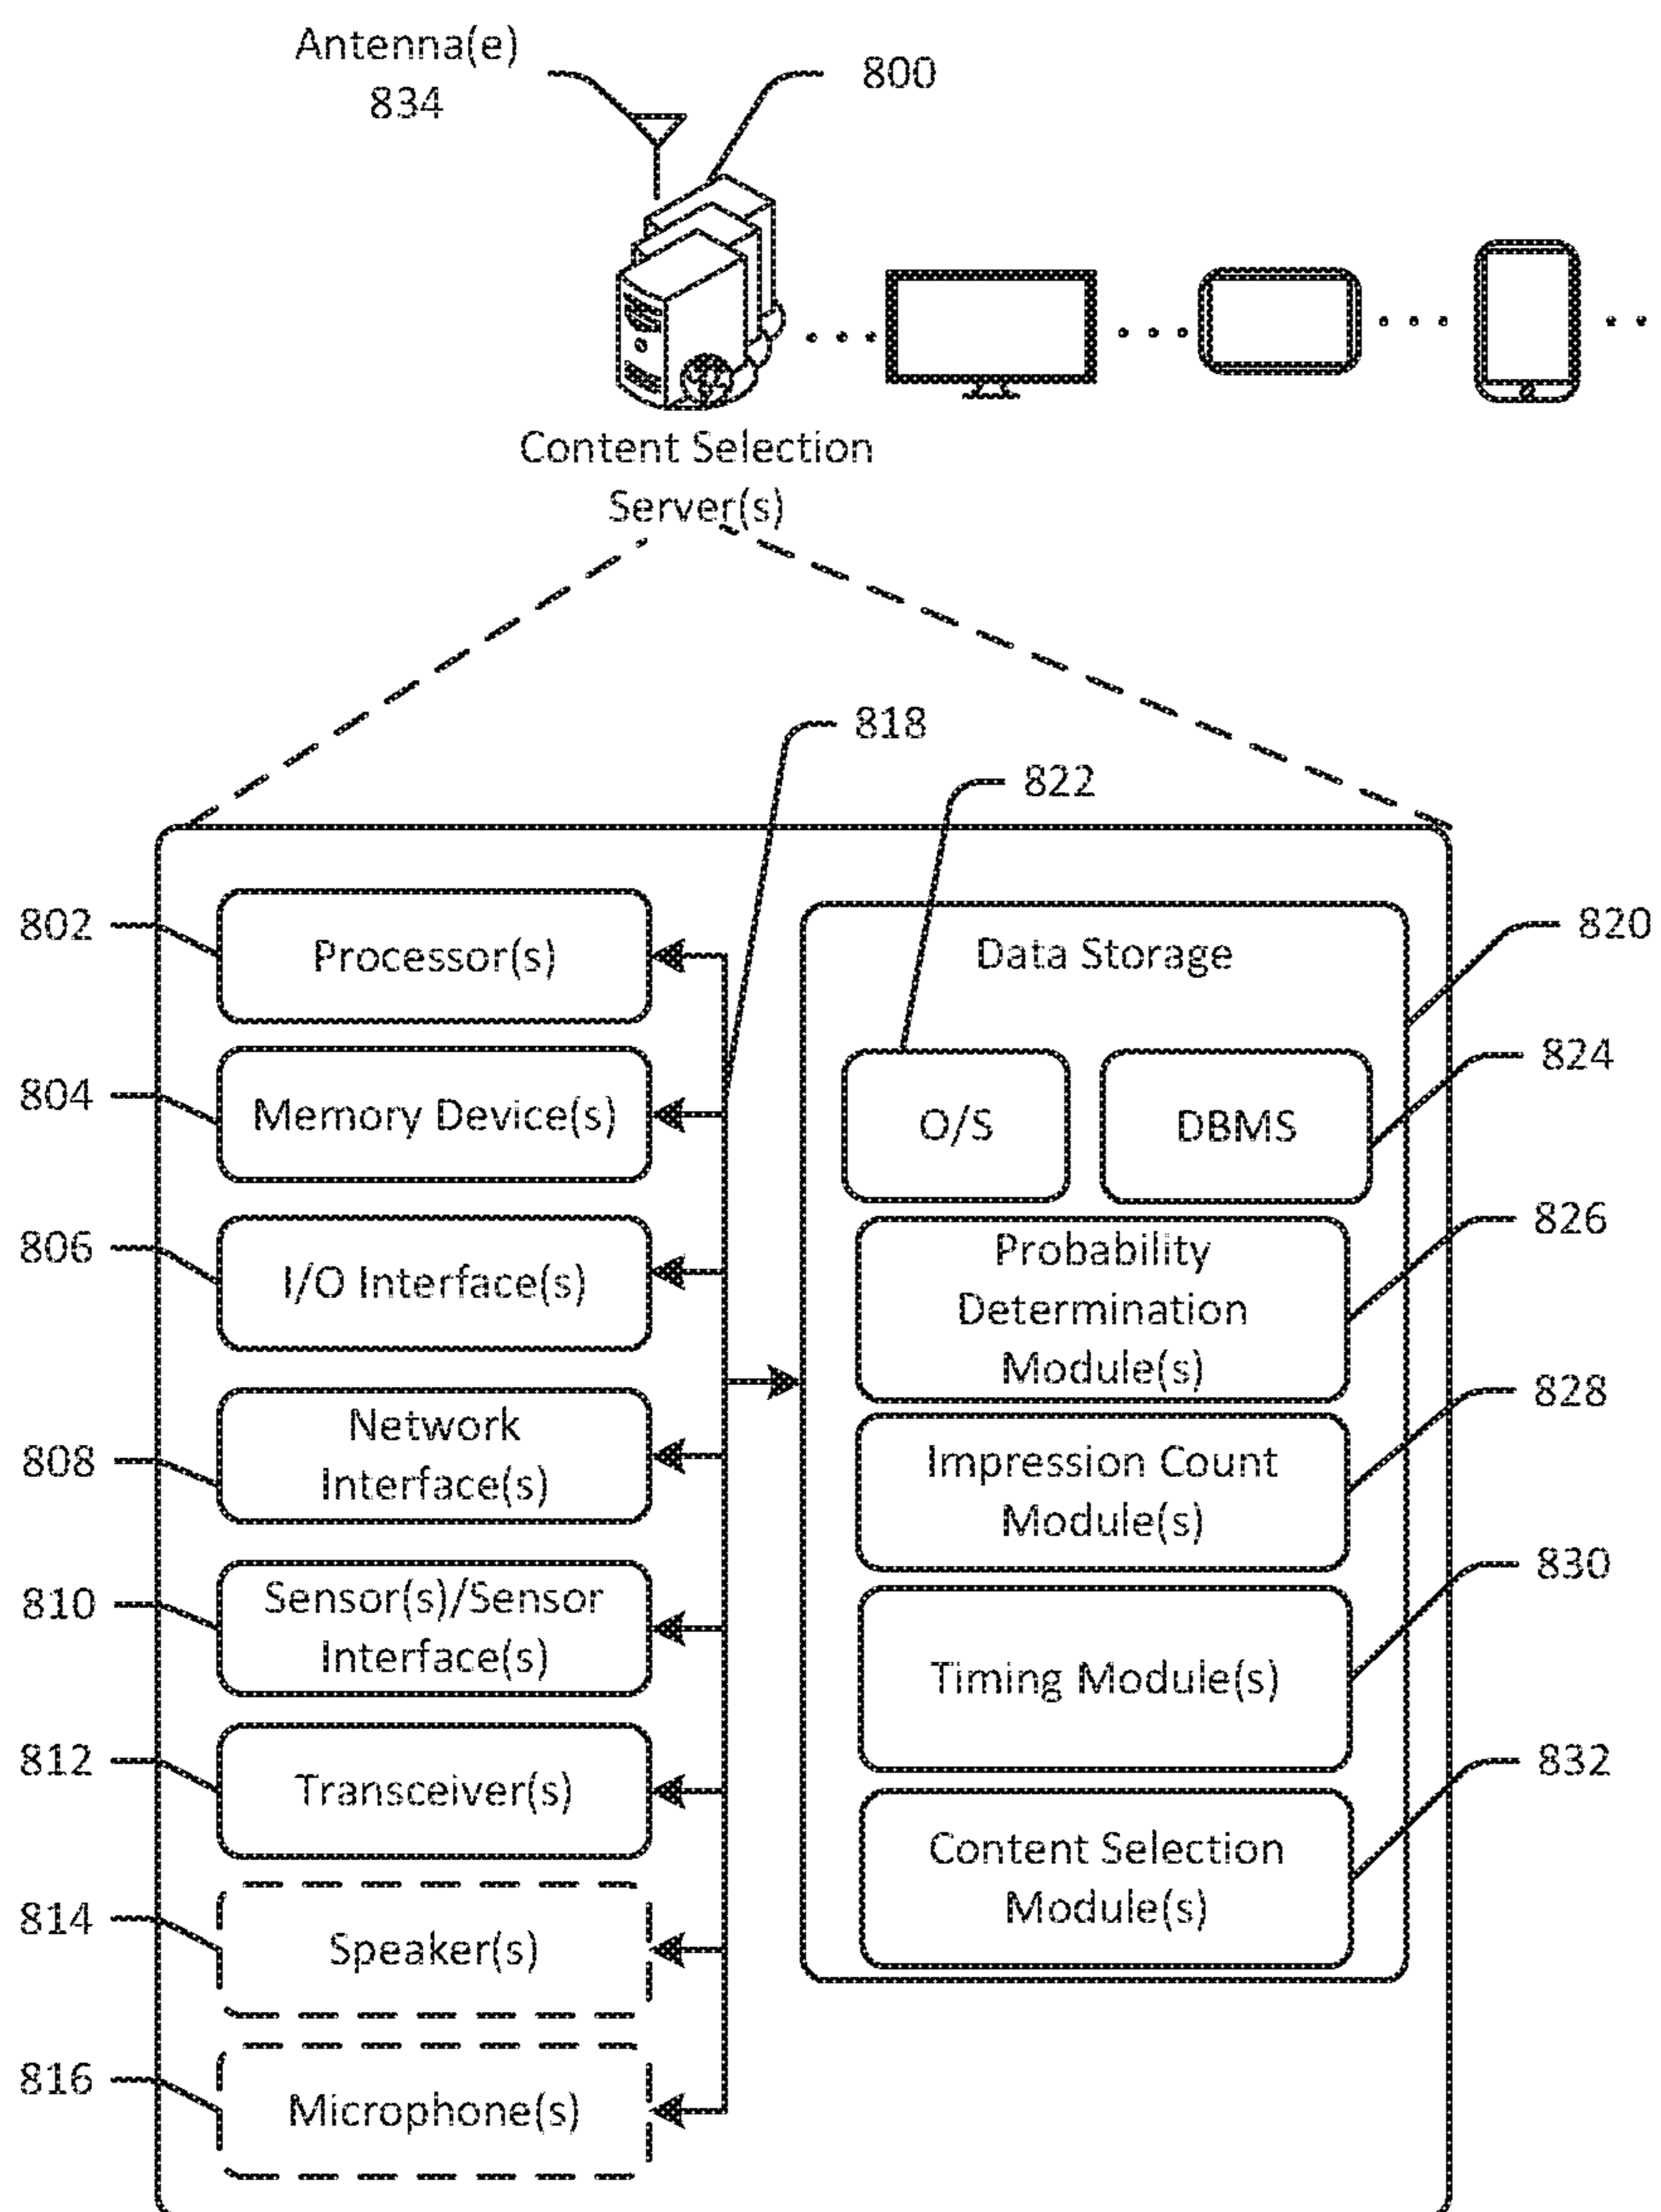 Antenna(e)
834
800
Content Selection
Server(s)
818
822
802
Processor(s)
804
Memory Device(s)
806
I/O Interface(s)
808
Network
Interface(s)
810
Sensor(s)/Sensor
Interface(s)
812
Transceiver(s)
814
Speaker(s)
816
Microphone(s)
Data Storage
820
O/S
DBMS
824
Probability
Determination
Module(s)
826
Impression Count
Module(s)
828
Timing Module(s)
830
Content Selection
Module(s)
832